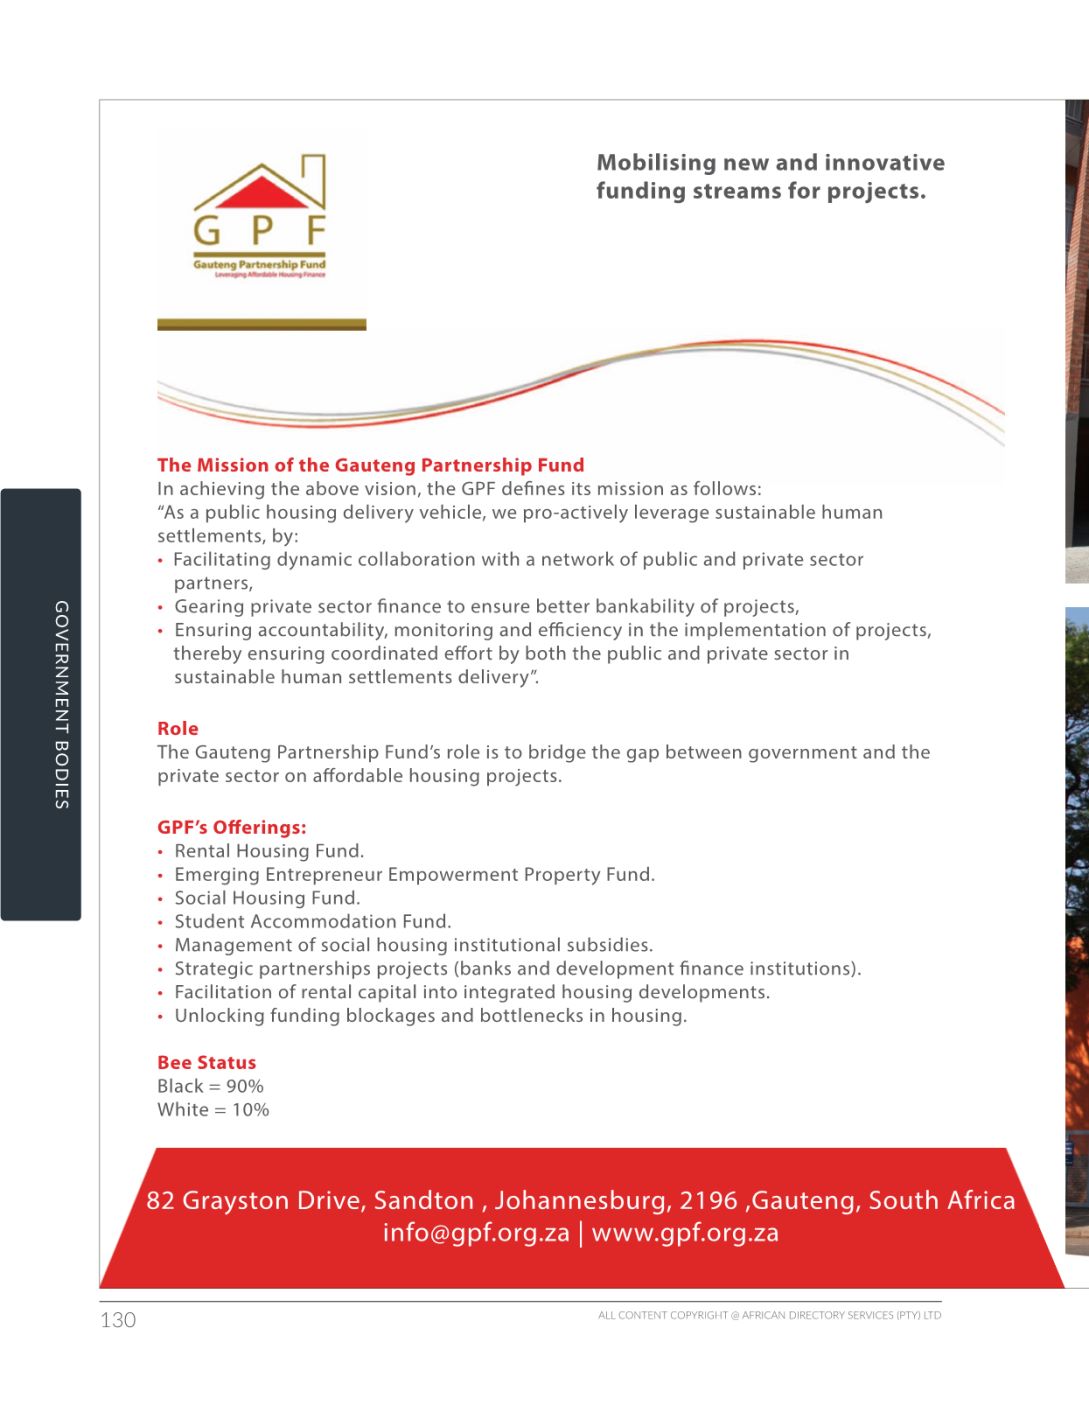 Mobilising new and innovative
funding streams for projects.
G P F
Gauteng Partnership Fund
Leveraging Affordable Housing Finance
The Mission of the Gauteng Partnership Fund
In achieving the above vision, the GPF defines its mission as follows:
“As a public housing delivery vehicle, we pro-actively leverage sustainable human
settlements, by:
• Facilitating dynamic collaboration with a network of public and private sector
partners,
• Gearing private sector finance to ensure better bankability of projects,
• Ensuring accountability, monitoring and efficiency in the implementation of projects,
thereby ensuring coordinated effort by both the public and private sector in
sustainable human settlements delivery”.
Role
The Gauteng Partnership Fund’s role is to bridge the gap between government and the
private sector on affordable housing projects.
GPF’s Offerings:
• Rental Housing Fund.
• Emerging Entrepreneur Empowerment Property Fund.
• Social Housing Fund.
• Student Accommodation Fund.
• Management of social housing institutional subsidies.
• Strategic partnerships projects (banks and development finance institutions).
• Facilitation of rental capital into integrated housing developments.
• Unlocking funding blockages and bottlenecks in housing.
Bee Status
Black = 90%
White = 10%
82 Grayston Drive, Sandton , Johannesburg, 2196 ,Gauteng, South Africa
info@gpf.org.za | www.gpf.org.za
GOVERNMENT BODIES
130
ALL CONTENT COPYRIGHT @ AFRICAN DIRECTORY SERVICES (PTY) LTD